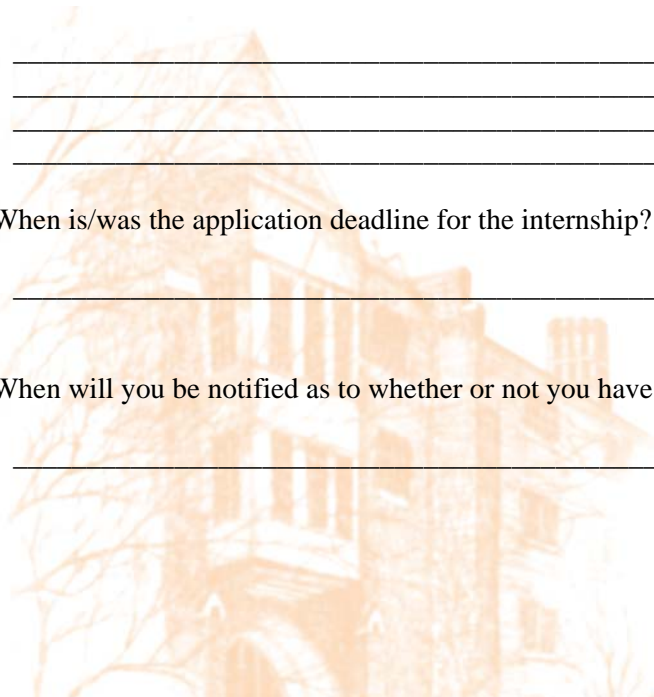 When is/was the application deadline for the internship?
When will you be notified as to whether or not you have